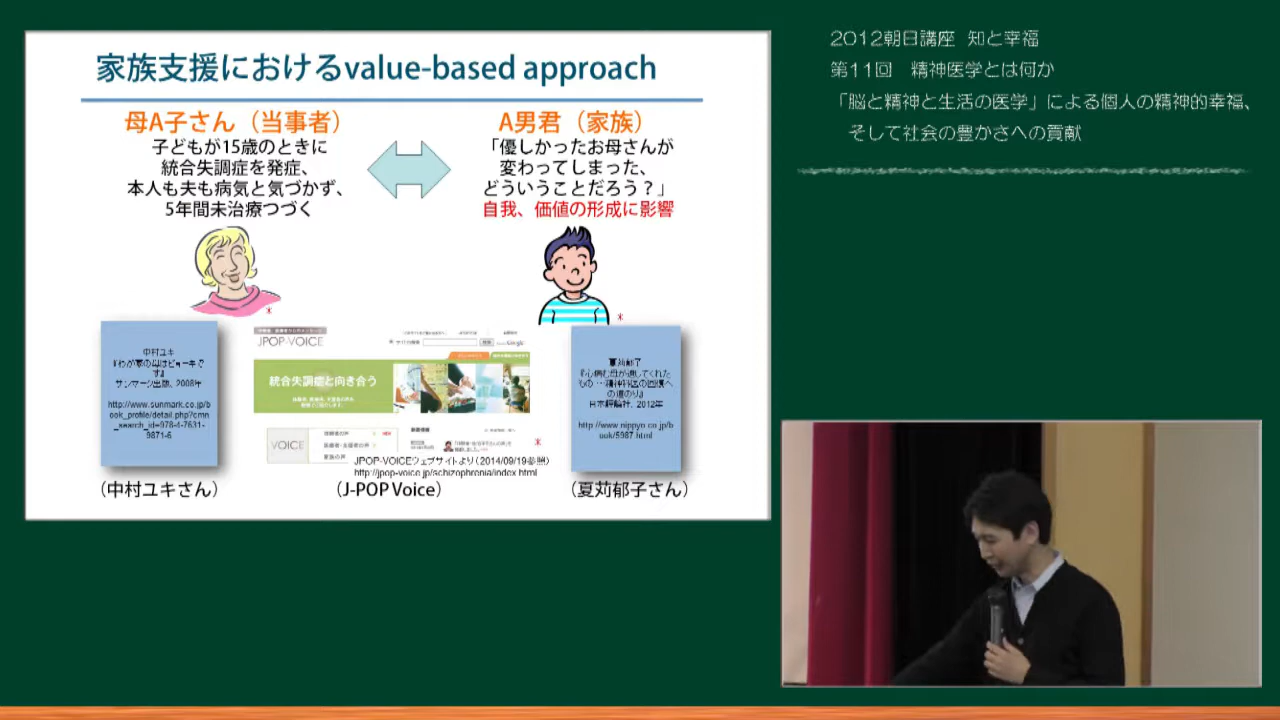 家族支援におけるvalue-based approach
母A子さん（当事者）
子どもが15歳のときに
統合失調症を発症、
本人も夫も病気と気づかず、
5年間未治療つづく
A男君（家族）
「優しかったお母さんが
変わってしまった、
どういうことだろう？」
自我、価値の形成に影響
中村ユキ
『わが家の母はビョーキで
す』
サンマーク出版、2008年
http://www.sunmark.co.jp/b
ook_profile/detail.php?cmn
_search_id=978-4-7631-
9871-6
（中村ユキさん）
JPOP-VOICE
統合失調症と向き合う
VOICE
JPOP-VOICEウェブサイトより（2014/09/19参照）
http://jpop-voice.jp/schizophrenia/index.html
（J-POP Voice）
夏苅郁子
『心病む母が遺してくれた
もの…精神科医の回復へ
の道のり』
日本評論社、2012年
http://www.nippyo.co.jp/b
ook/5987.html
（夏苅郁子さん）
2012朝日講座 知と幸福
第11回　精神医学とは何か
「脳と精神と生活の医学」による個人の精神的幸福、
そして社会の豊かさへの貢献